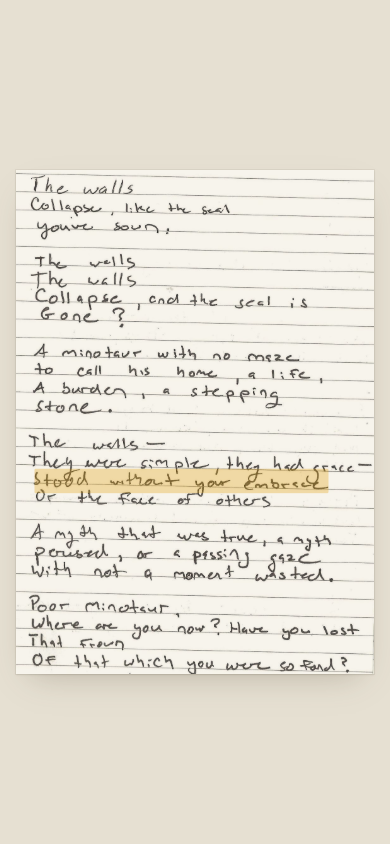 The walls
Collapse, like the seal
youve sown,
The walls
The walls
Collapse, and the seal is
Gone?
A minotaur with no maze
to call his home, a life,
A burden, a stepping
stone.
The walls —
They were simple, they had grace —
Stood without your embrace
Or the face of others
A myth that was true, a myth
perused, or a passing gaze
With not a moment wasted.
Poor Minotaur,
Where are you now? Have you lost
That Frown
Of that which you were so fond?